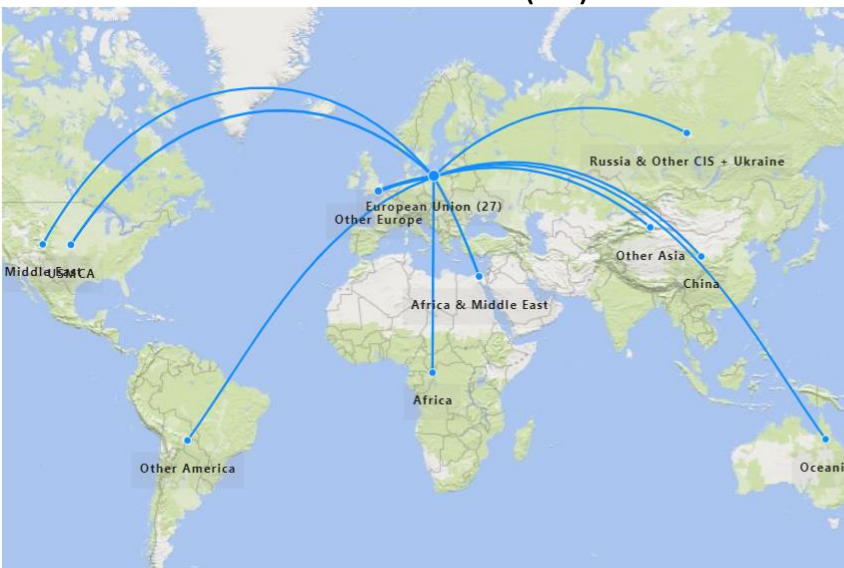 Russia & Other CIS + Ukraine
European Union (27)
Other Europe
Other Asia
Middle East
USMCA
China
Africa & Middle East
Africa
Other America
Oceani